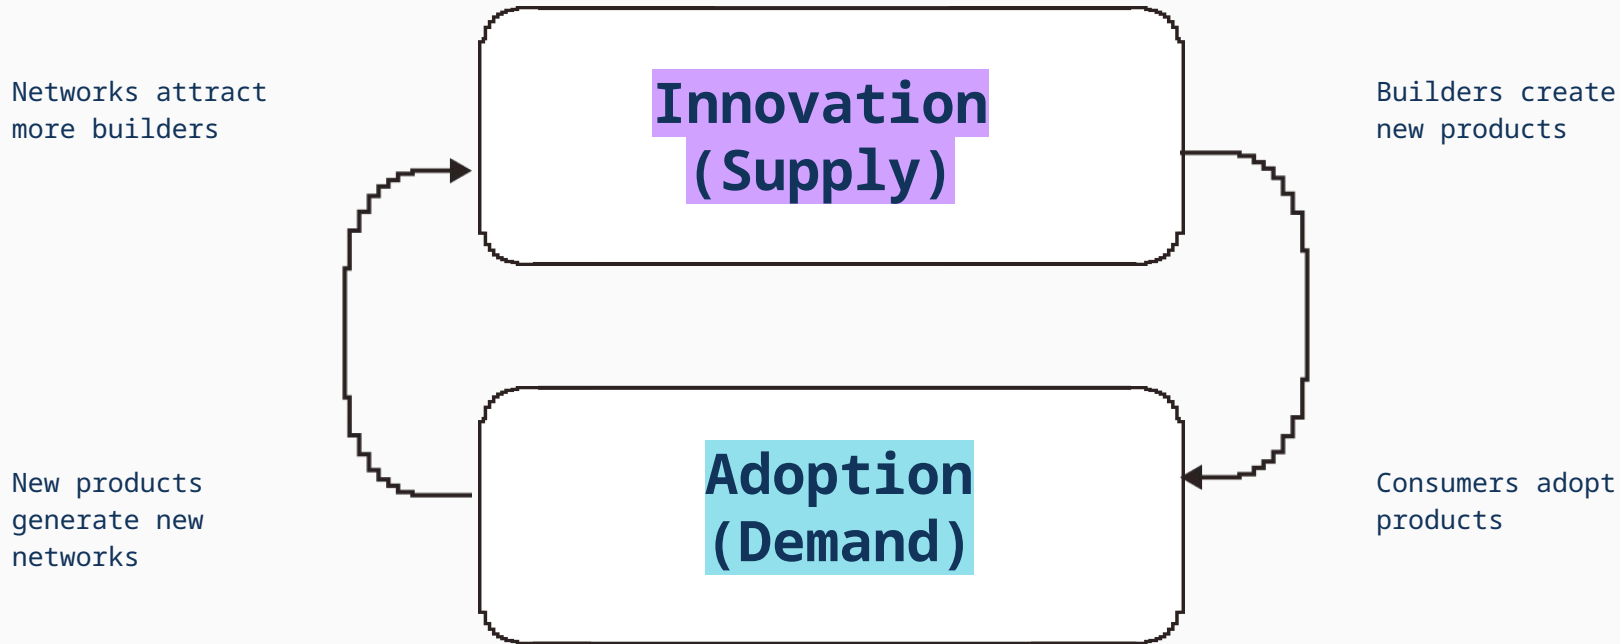 Networks attract
more builders
Innovation
(Supply)
Builders create
new products
New products
generate new
networks
Adoption
(Demand)
Consumers adopt
products